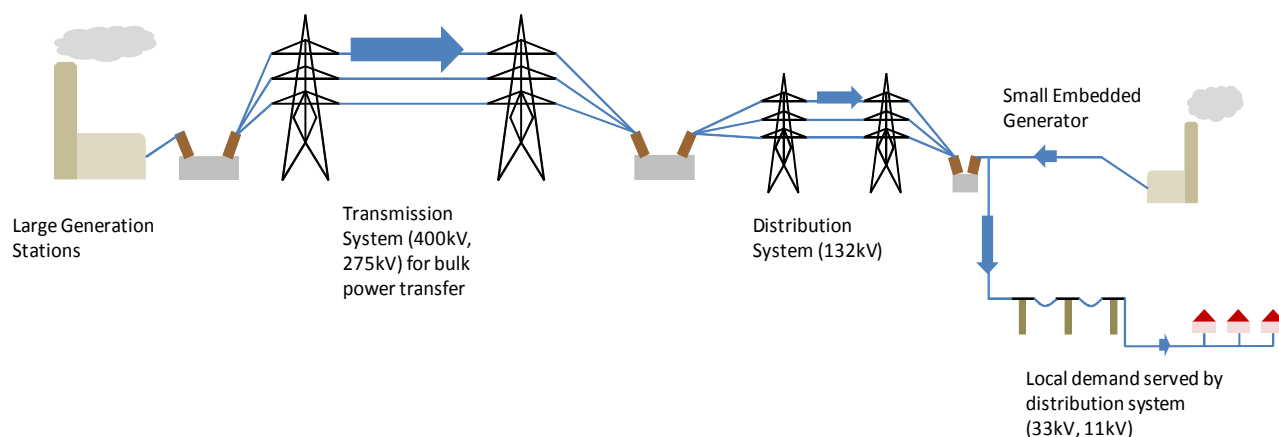 Large Generation
Stations
Transmission
System (400kV,
275kV) for bulk
power transfer
Distribution
System (132kV)
Small Embedded
Generator
Local demand served by
distribution system
(33kV, 11kV)